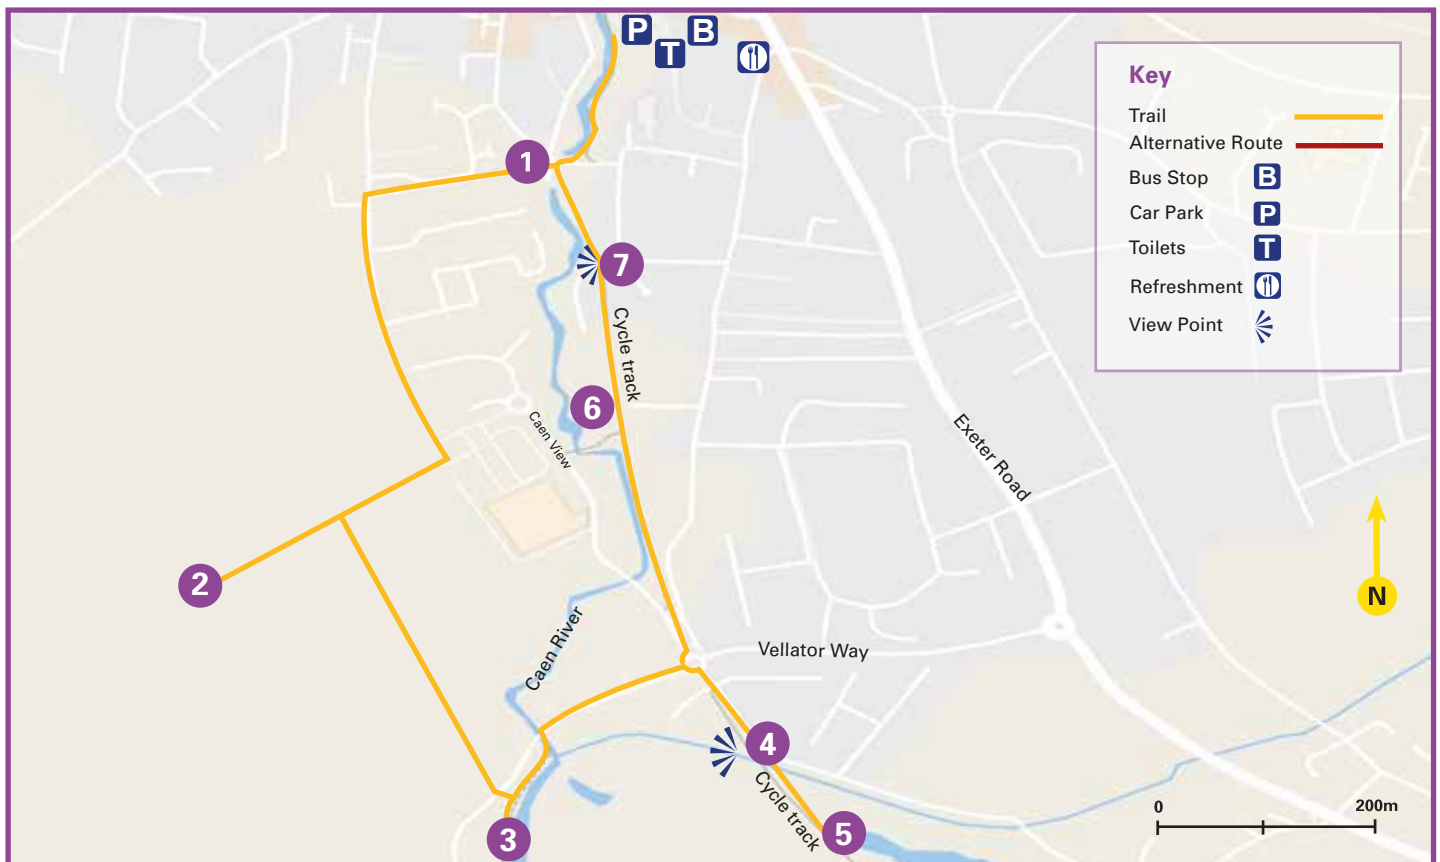 P
B
T
Key
Trail
Alternative Route
Bus Stop B
Car Park P
Toilets T
Refreshment
View Point
1
7
Cycle track
6
Caen View
Exeter Road
2
N
Caen River
Vellator Way
4
Cycle track
5
3
0 200m